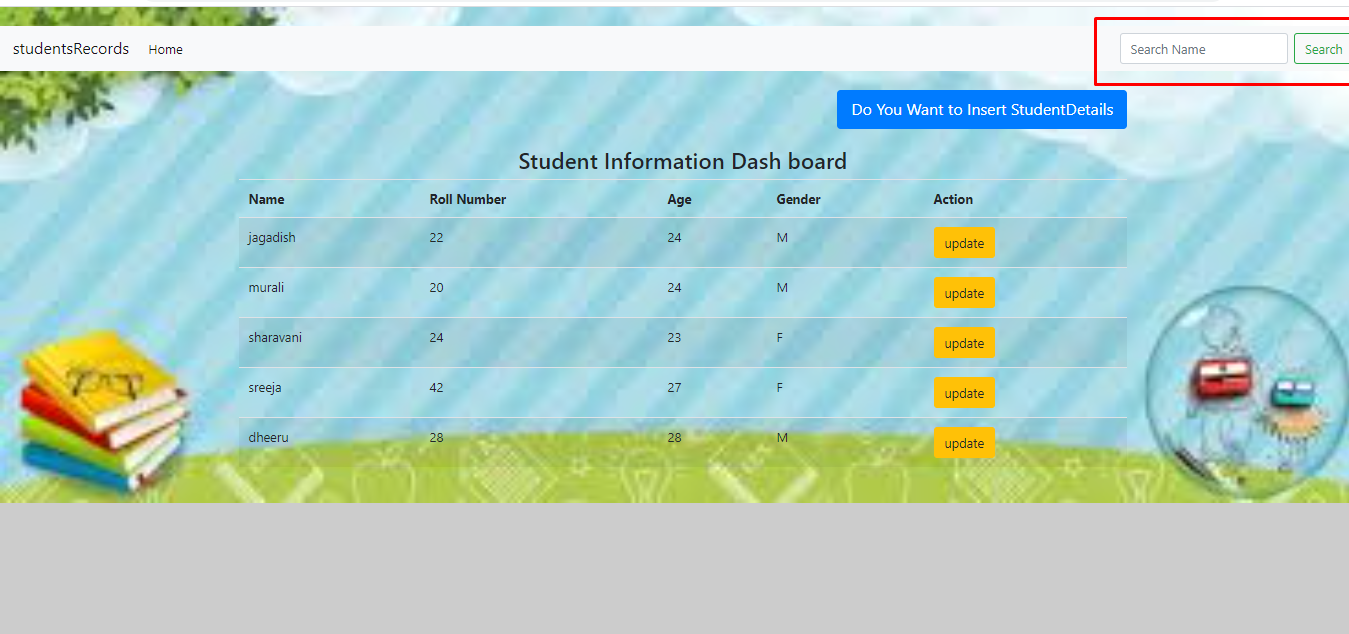 studentsRecords Home Search Name Search
Do You Want to Insert StudentDetails
Student Information Dash board
Name Roll Number Age Gender Action
jagadish 22 24 M update
murali 20 24 M update
sharavani 24 23 F update
sreeja 42 27 F update
dheeru 28 28 M update